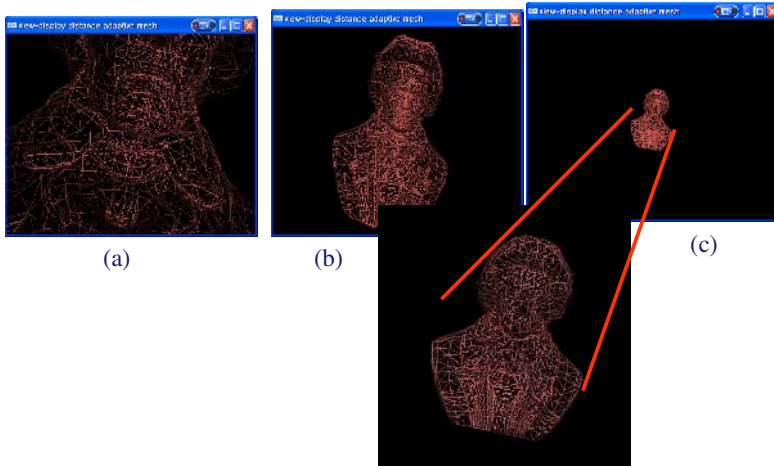 view-display distance adaptive mesh
view-display distance adaptive mesh
view-display distance adaptive mesh
(a)
(b)
(c)